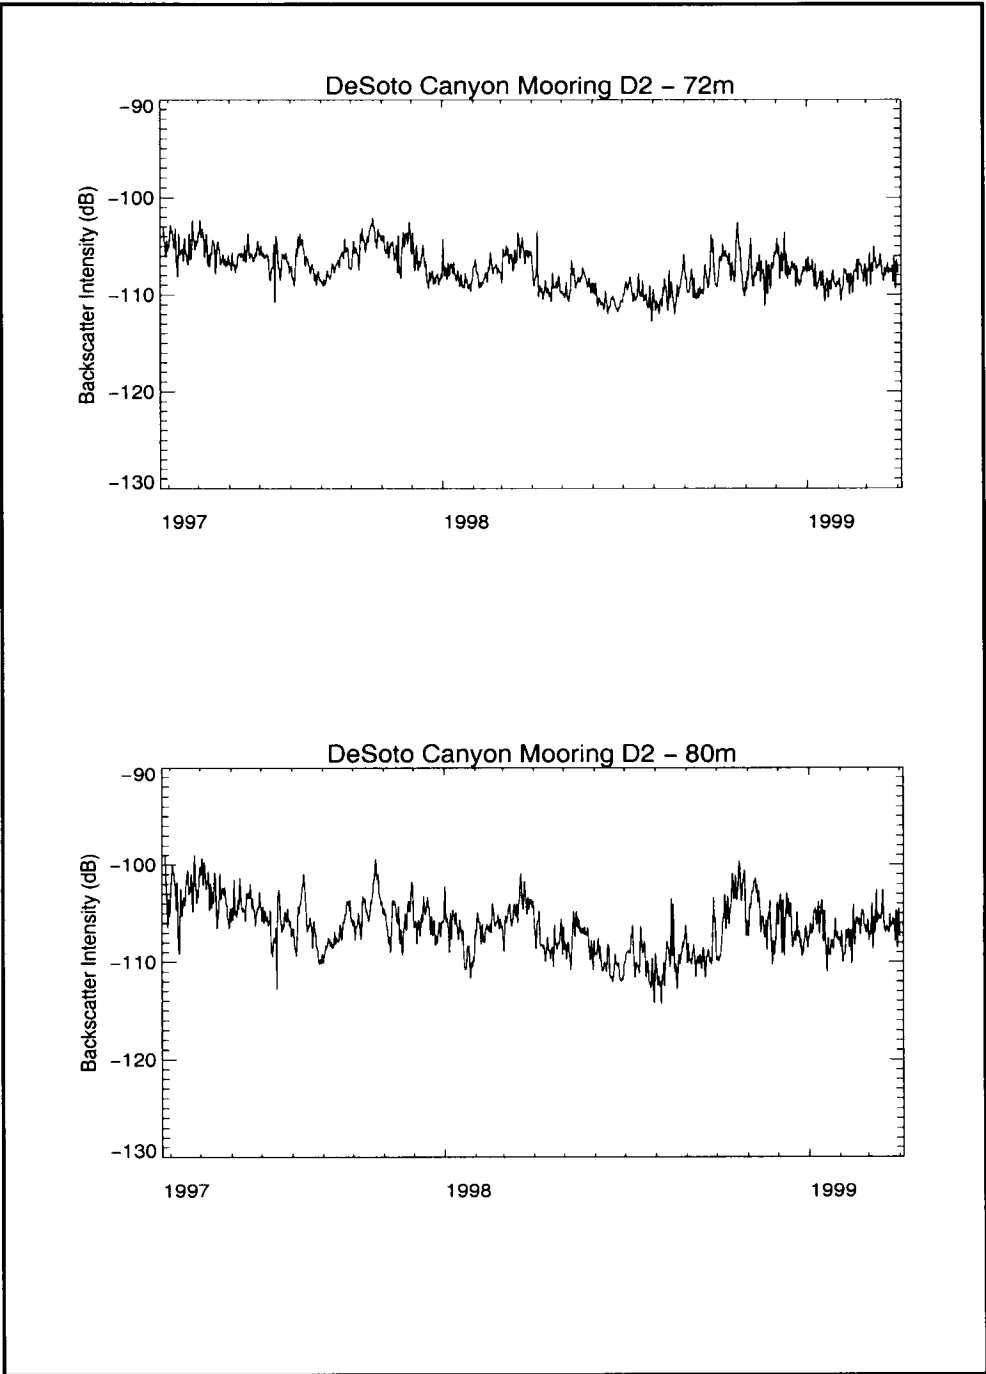 DeSoto Canyon Mooring D2 – 72m
−90
−100
−110
−120
−130
Backscatter Intensity (dB)
1997 1998 1999
DeSoto Canyon Mooring D2 – 80m
−90
−100
−110
−120
−130
Backscatter Intensity (dB)
1997 1998 1999